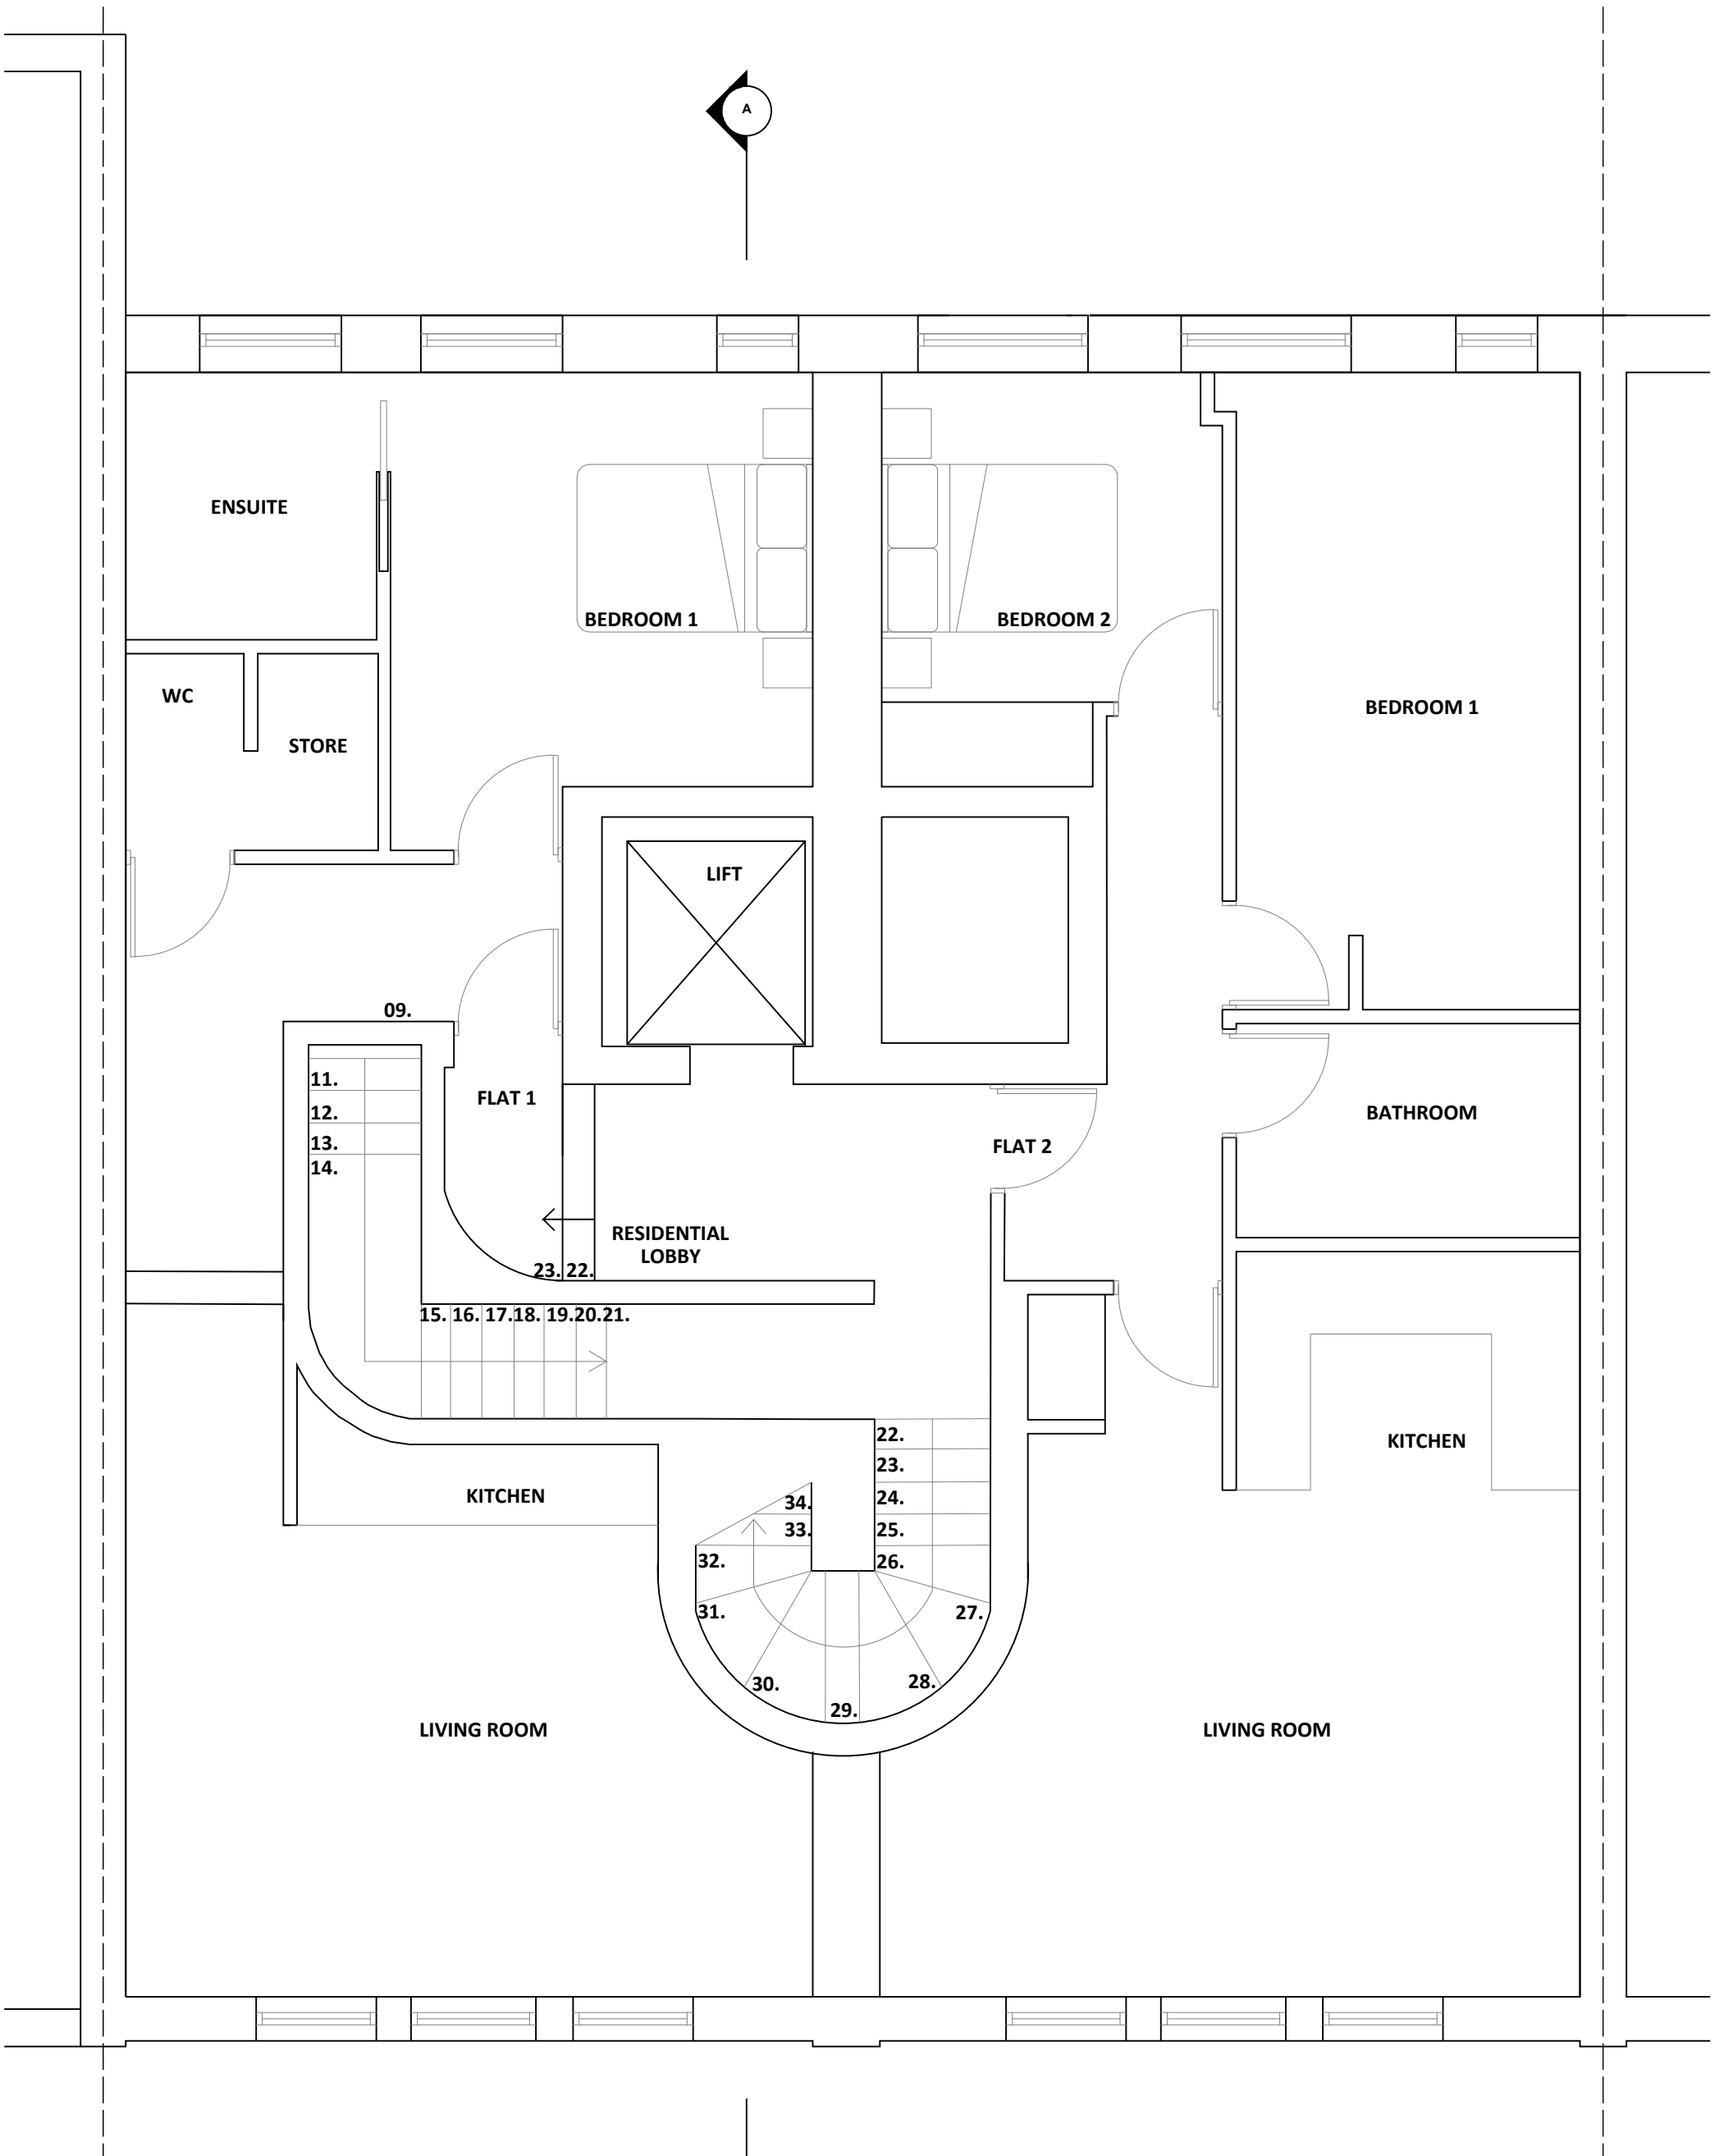 A
ENSUITE
BEDROOM 1
BEDROOM 2
WC
STORE
BEDROOM 1
LIFT
09.
11.
12.
13.
14.
FLAT 1
BATHROOM
FLAT 2
RESIDENTIAL
LOBBY
23. 22.
15. 16. 17. 18. 19. 20. 21.
22.
23.
24.
25.
26.
KITCHEN
KITCHEN
34.
33.
32.
31.
30.
29.
28.
27.
LIVING ROOM
LIVING ROOM